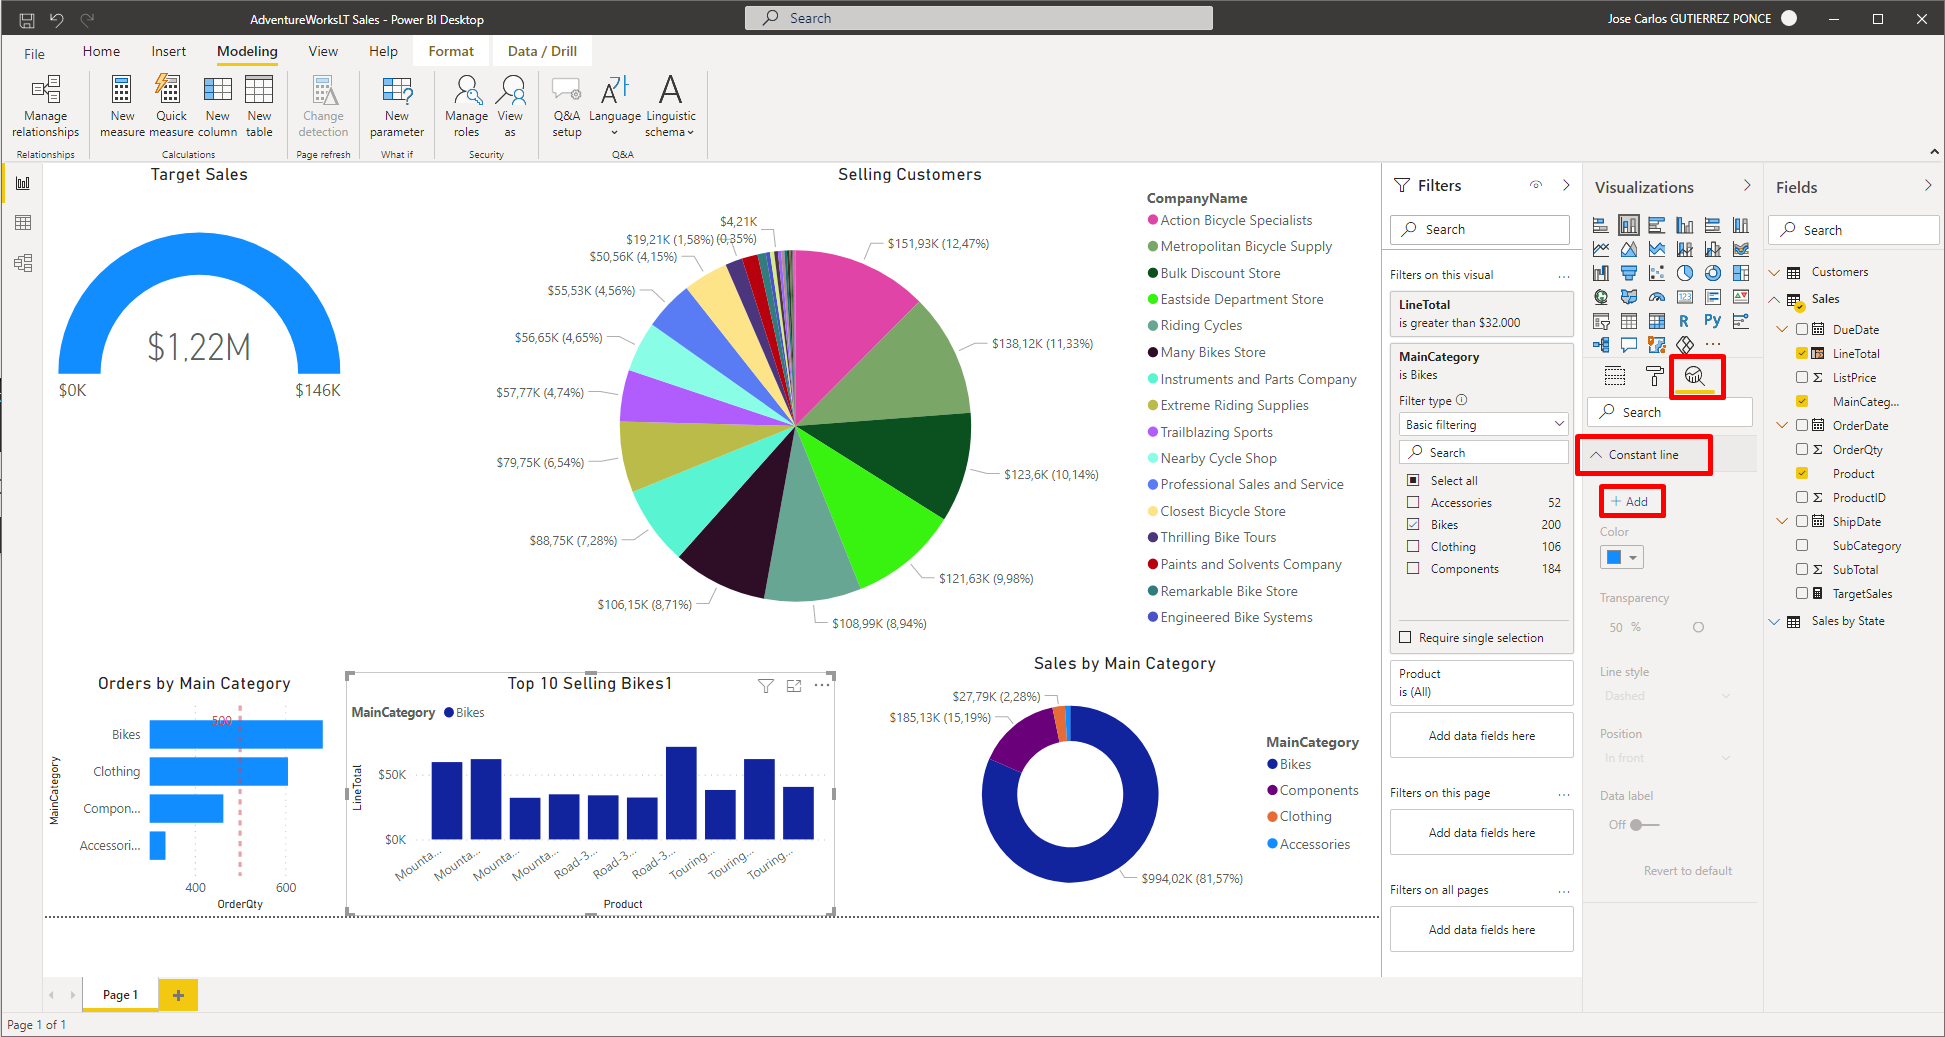 AdventureWorksLT Sales - Power BI Desktop
Search
Jose Carlos GUTIERREZ PONCE
File
Home
Insert
Modeling
View
Help
Format
Data / Drill
Manage relationships
New measure
Quick measure
New column
New table
Change detection
New parameter
Manage roles
View as
Q&A setup
Language
Linguistic schema
Relationships
Calculations
Page refresh
What if
Security
Q&A
Target Sales
$1,22M
$0K
$146K
Selling Customers
$4,21K
(0,35%)
$19,21K (1,58%)
$50,56K (4,15%)
$55,53K (4,56%)
$56,65K (4,65%)
$57,77K (4,74%)
$79,75K (6,54%)
$88,75K (7,28%)
$106,15K (8,71%)
$108,99K (8,94%)
$121,63K (9,98%)
$123,6K (10,14%)
$138,12K (11,33%)
$151,93K (12,47%)
CompanyName
Action Bicycle Specialists
Metropolitan Bicycle Supply
Bulk Discount Store
Eastside Department Store
Riding Cycles
Many Bikes Store
Instruments and Parts Company
Extreme Riding Supplies
Trailblazing Sports
Nearby Cycle Shop
Professional Sales and Service
Closest Bicycle Store
Thrilling Bike Tours
Paints and Solvents Company
Remarkable Bike Store
Engineered Bike Systems
Orders by Main Category
500
MainCategory
Bikes
Clothing
Compon...
Accessori...
400
600
OrderQty
Top 10 Selling Bikes1
MainCategory
Bikes
LineTotal
$50K
$0K
Mounta...
Mounta...
Mounta...
Mounta...
Road-3...
Road-3...
Road-3...
Touring...
Touring...
Touring...
Product
Sales by Main Category
$27,79K (2,28%)
$185,13K (15,19%)
$994,02K (81,57%)
MainCategory
Bikes
Components
Clothing
Accessories
Filters
Search
Filters on this visual
LineTotal
is greater than $32.000
MainCategory
is Bikes
Filter type
Basic filtering
Search
Select all
Accessories 52
Bikes 200
Clothing 106
Components 184
Require single selection
Product
is (All)
Add data fields here
Filters on this page
Add data fields here
Filters on all pages
Add data fields here
Visualizations
123
R
Py
Search
Constant line
+ Add
Color
Transparency
50 %
Line style
Dashed
Position
In front
Data label
Off
Revert to default
Fields
Search
Customers
Sales
DueDate
LineTotal
Σ ListPrice
MainCateg...
OrderDate
Σ OrderQty
Product
Σ ProductID
ShipDate
SubCategory
Σ SubTotal
TargetSales
Sales by State
Page 1
Page 1 of 1